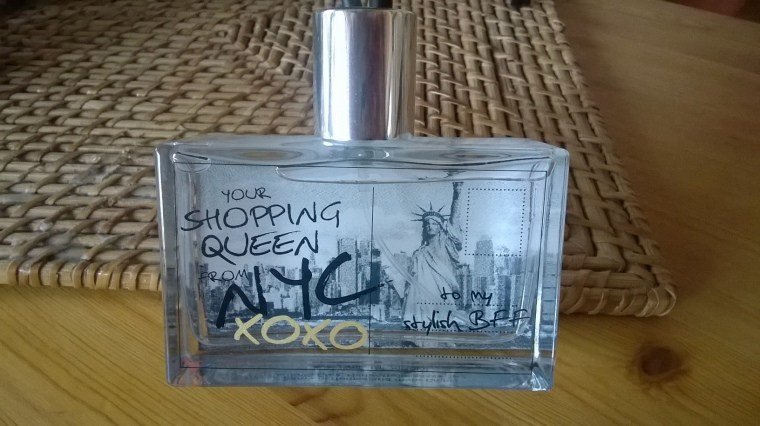 YOUR
SHOPPING
QUEEN
FROM
NYC
XOXO
to my
stylish BFF